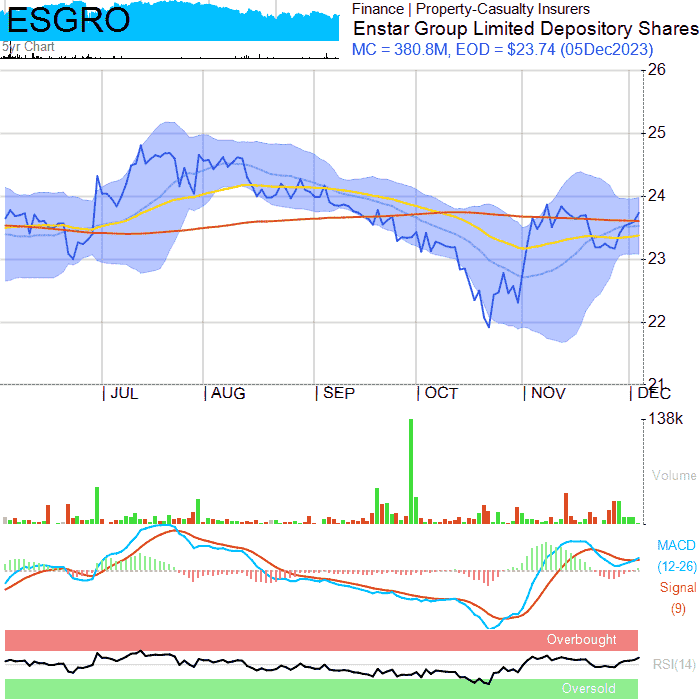 ESGRO
5yr Chart
Finance | Property-Casualty Insurers
Enstar Group Limited Depository Shares
MC = 380.8M, EOD = $23.74 (05Dec2023)
26
25
24
23
22
21
| JUL | AUG | SEP | OCT | NOV | DEC
138k
Volume
MACD
(12-26)
Signal
(9)
Overbought
RSI(14)
Oversold